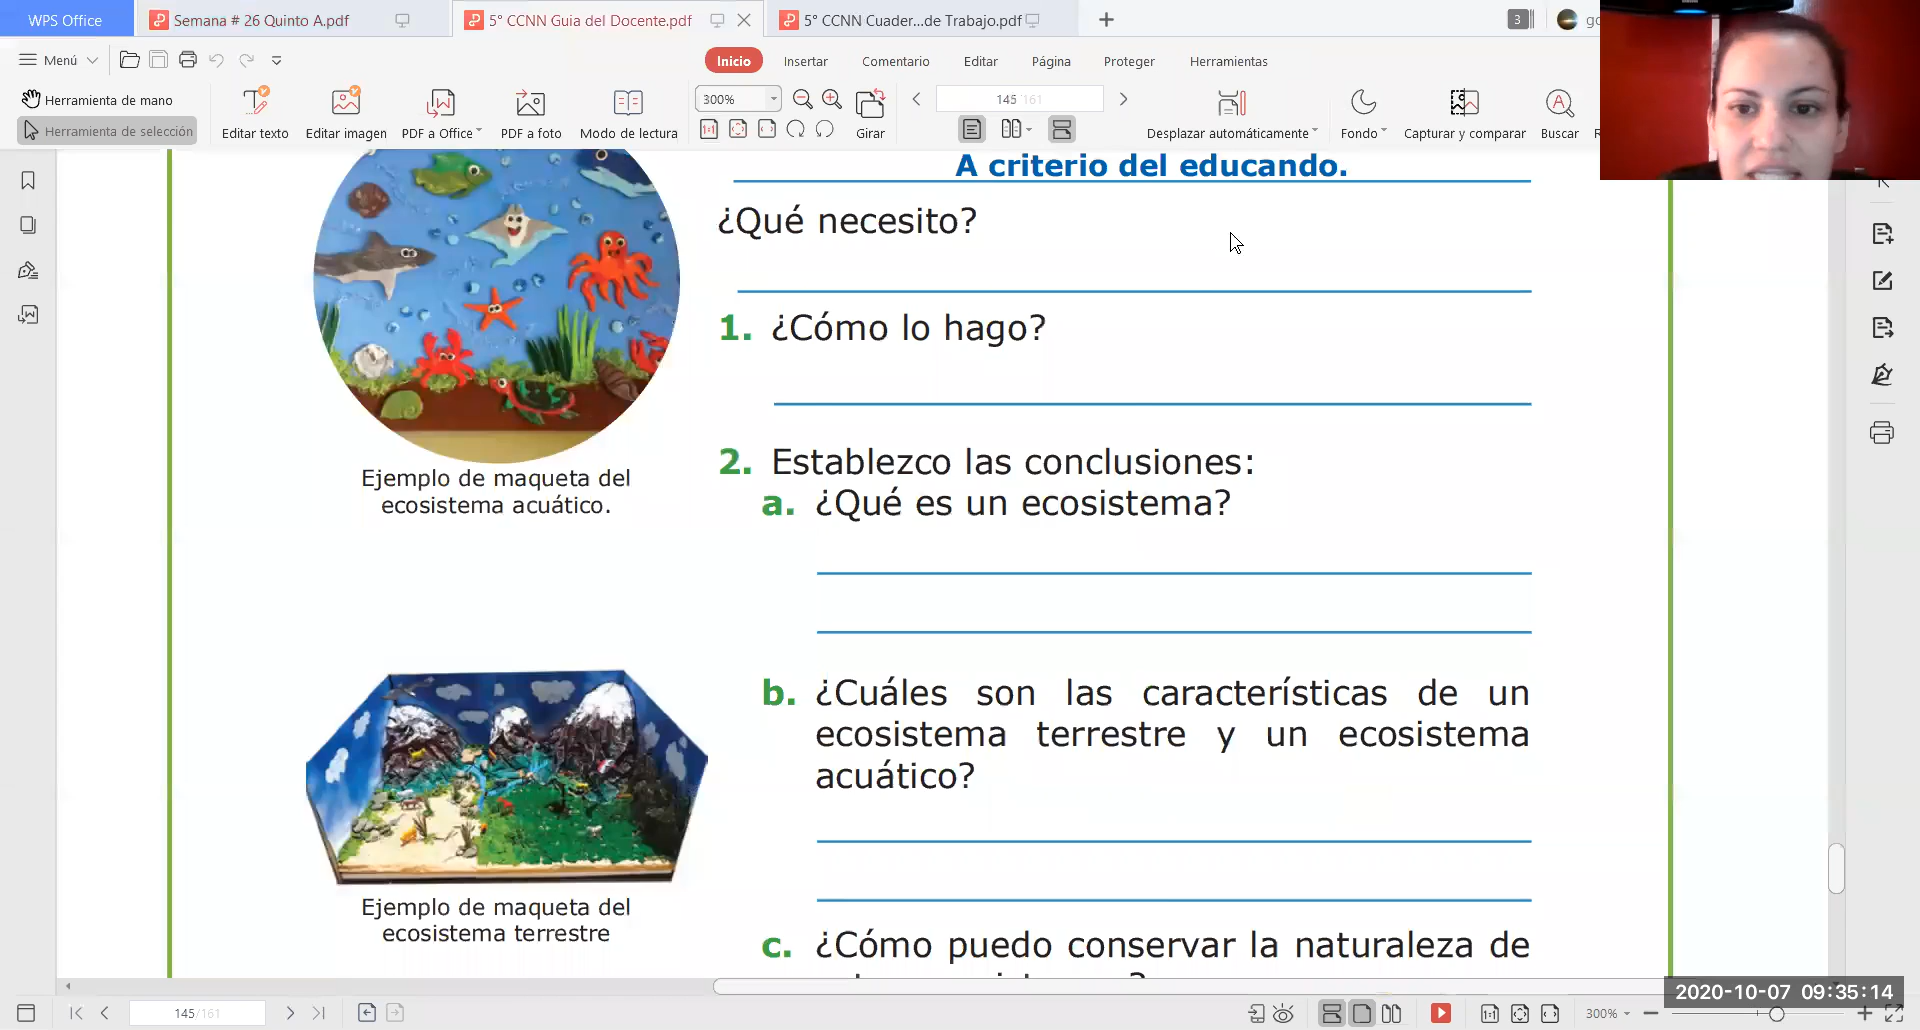 WPS Office
Semana # 26 Quinto A.pdf
5° CCNN Guia del Docente.pdf
5° CCNN Cuader...de Trabajo.pdf
3
Menú
Inicio
Insertar
Comentario
Editar
Página
Proteger
Herramientas
Herramienta de mano
Herramienta de selección
Editar texto
Editar imagen
PDF a Office
PDF a foto
Modo de lectura
300%
Girar
145/161
Desplazar automáticamente
Fondo
Capturar y comparar
Buscar
A criterio del educando.
¿Qué necesito?
1. ¿Cómo lo hago?
2. Establezco las conclusiones:
a. ¿Qué es un ecosistema?
Ejemplo de maqueta del
ecosistema acuático.
b. ¿Cuáles son las características de un
ecosistema terrestre y un ecosistema
acuático?
Ejemplo de maqueta del
ecosistema terrestre
c. ¿Cómo puedo conservar la naturaleza de
2020-10-07 09:35:14
145/161
1:1
300%